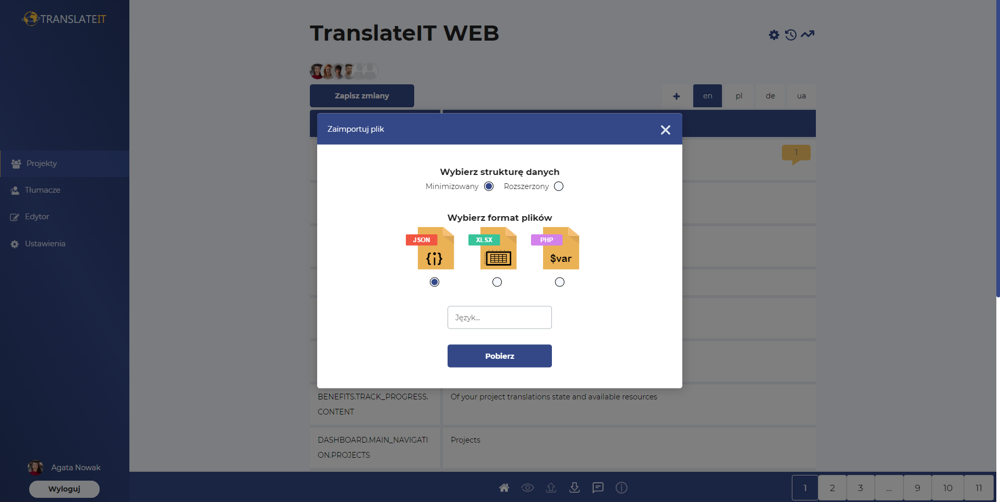 TRANSLATEIT
Projekty
Tłumacze
Edytor
Ustawienia
Agata Nowak
Wyloguj
TranslateIT WEB
Zapisz zmiany
en
pl
de
ua
1
Zaimportuj plik
Wybierz strukturę danych
Minimizowany
Rozszerzony
Wybierz format plików
JSON
{¡}
XLSX
PHP
$var
Język...
Pobierz
BENEFITS.TRACK_PROGRESS.
CONTENT
Of your project translations state and available resources
DASHBOARD.MAIN_NAVIGATI
ON.PROJECTS
Projects
1
2
3
...
9
10
11